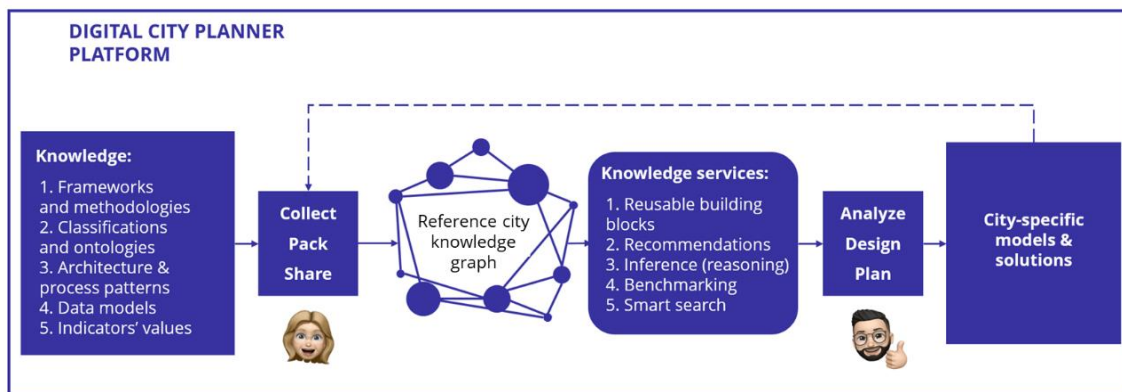 DIGITAL CITY PLANNER
PLATFORM
Knowledge:
1. Frameworks
and methodologies
2. Classifications
and ontologies
3. Architecture &
process patterns
4. Data models
5. Indicators’ values
Collect
Pack
Share
Reference city
knowledge
graph
Knowledge services:
1. Reusable building
blocks
2. Recommendations
3. Inference (reasoning)
4. Benchmarking
5. Smart search
Analyze
Design
Plan
City-specific
models &
solutions